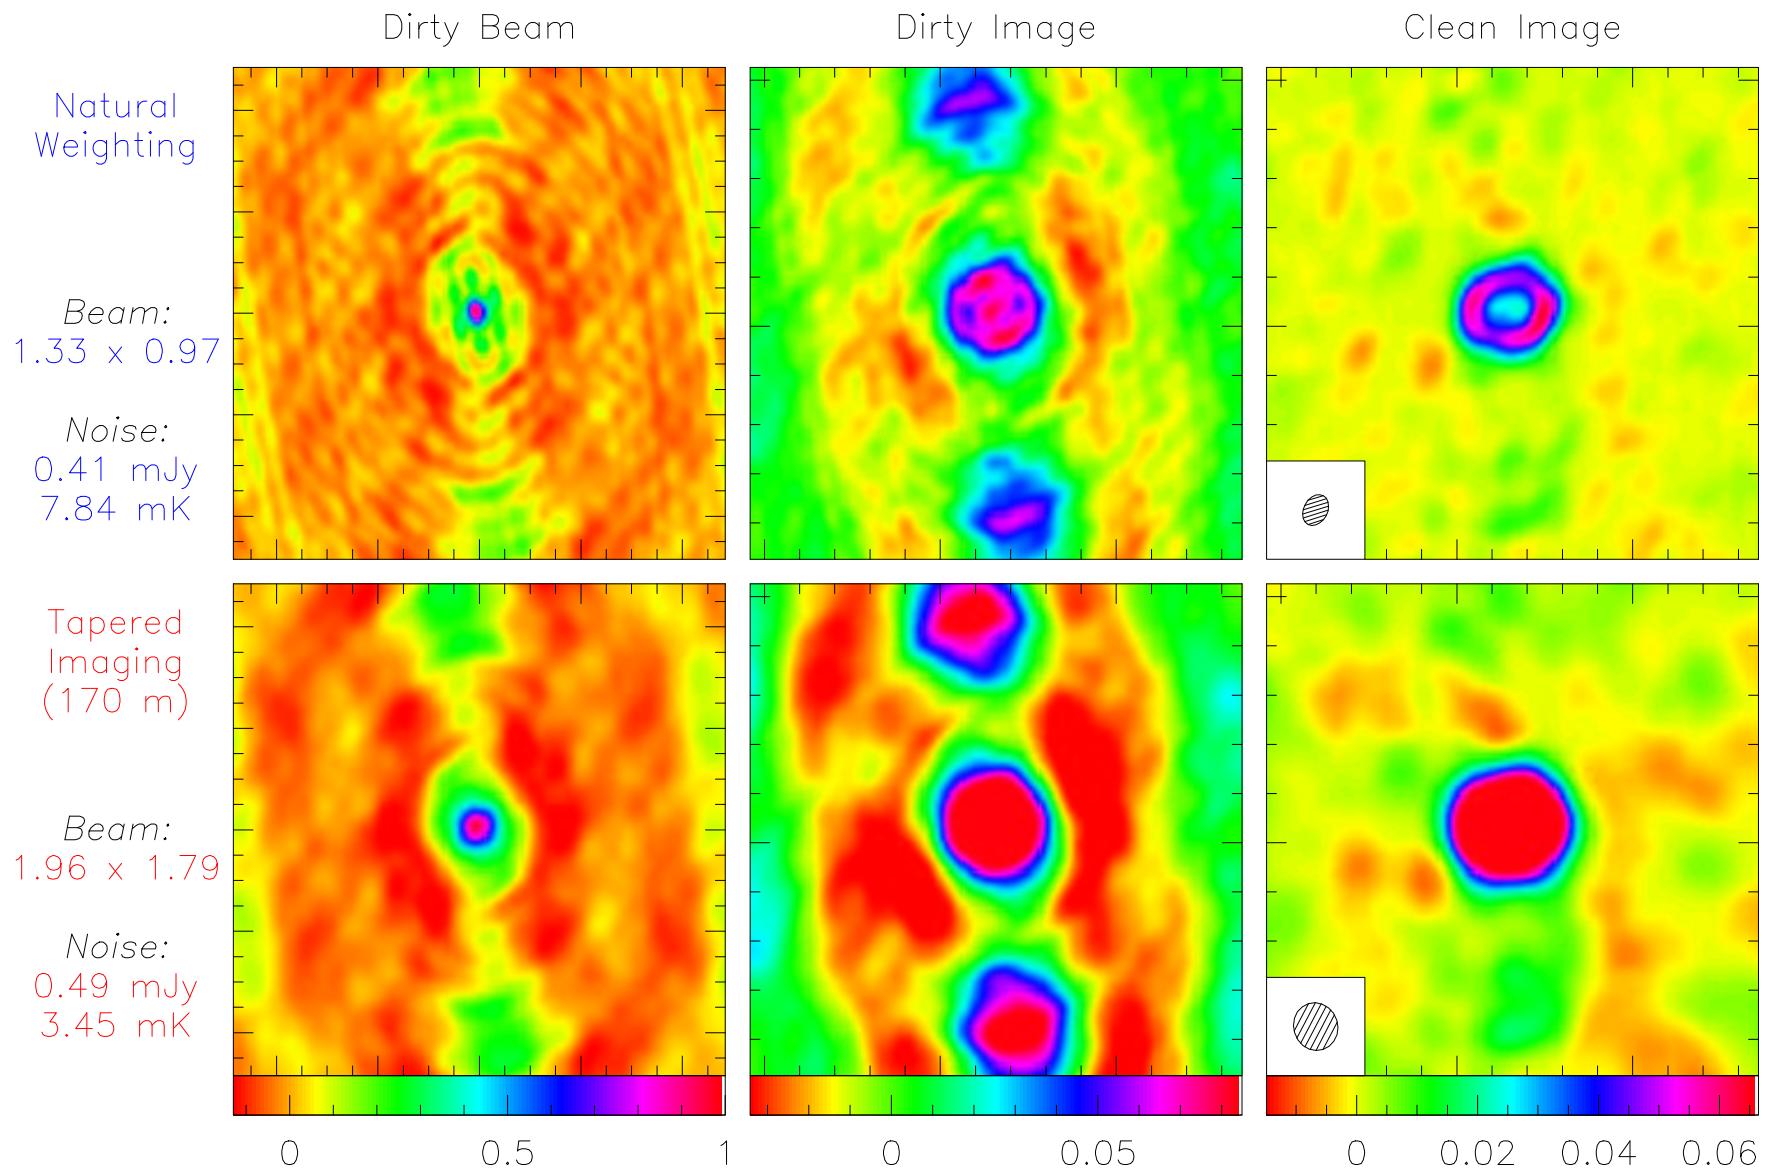 Dirty Beam
Dirty Image
Clean Image
Natural
Weighting
Beam:
1.33 x 0.97
Noise:
0.41 mJy
7.84 mK
Tapered
Imaging
(170 m)
Beam:
1.96 x 1.79
Noise:
0.49 mJy
3.45 mK
0 0.5 1
0 0.05
0 0.02 0.04 0.06